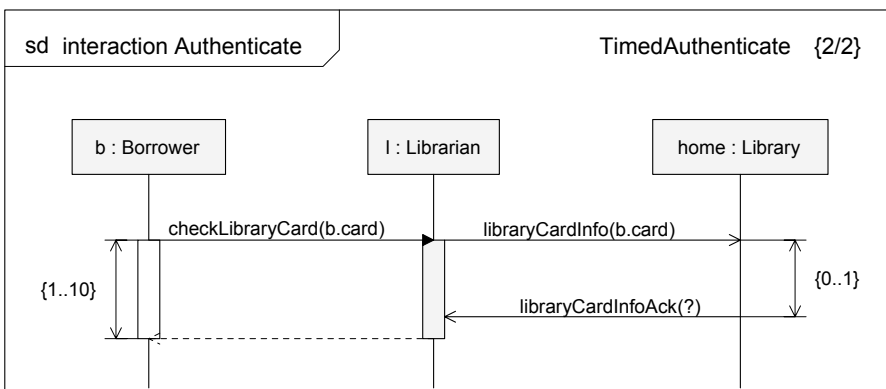 sd interaction Authenticate
TimedAuthenticate {2/2}
b : Borrower
l : Librarian
home : Library
checkLibraryCard(b.card)
libraryCardInfo(b.card)
{1..10}
{0..1}
libraryCardInfoAck(?)